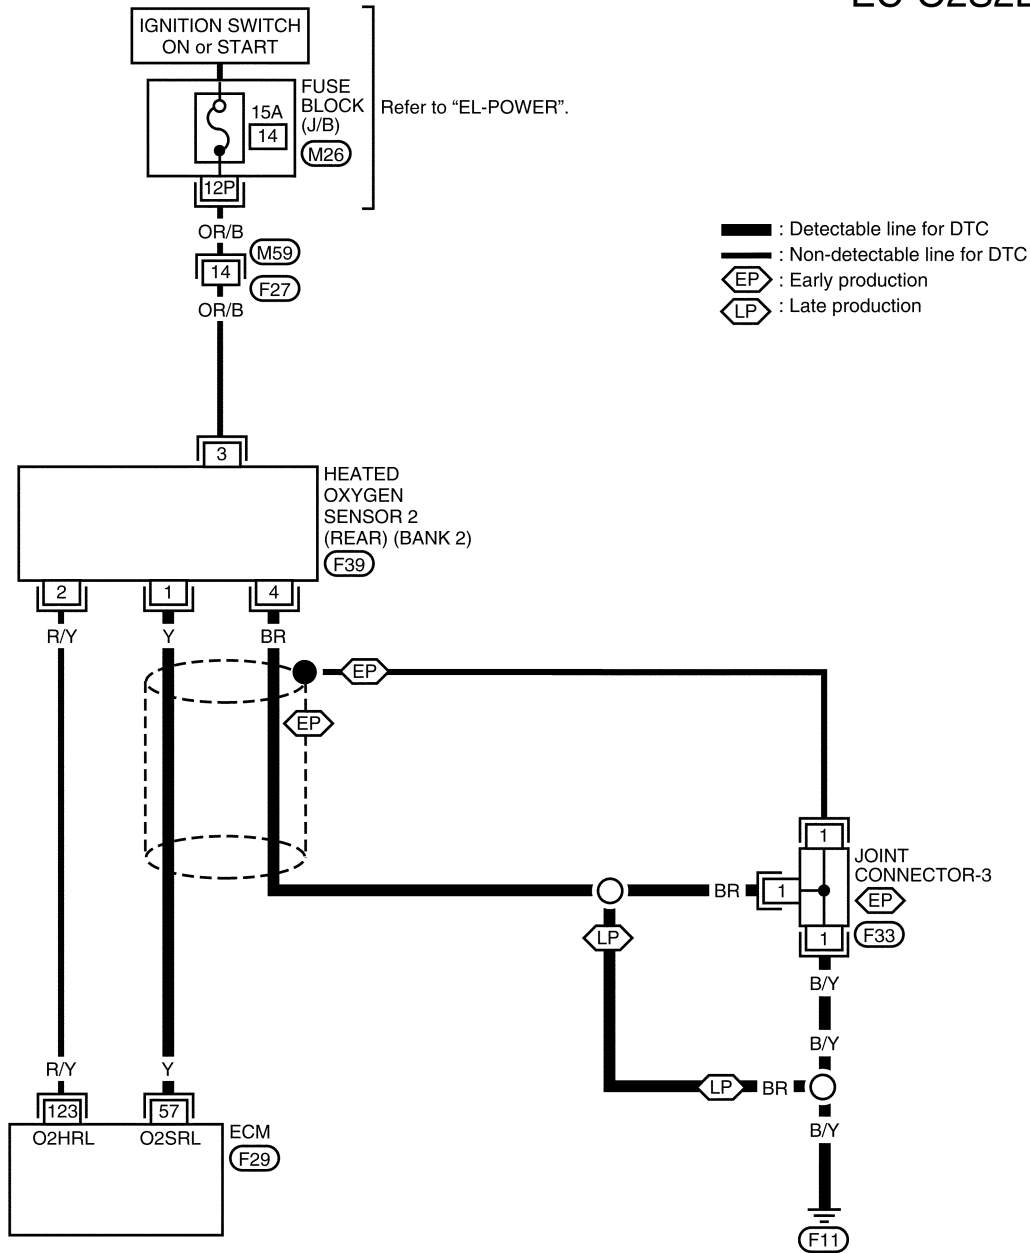 IGNITION SWITCH
ON or START
FUSE
BLOCK
(J/B)
15A
14
M26
Refer to “EL-POWER”.
12P
OR/B
M59
14
F27
OR/B
: Detectable line for DTC
: Non-detectable line for DTC
EP : Early production
LP : Late production
3
HEATED
OXYGEN
SENSOR 2
(REAR) (BANK 2)
F39
2 1 4
R/Y Y BR
EP
EP
1
JOINT
CONNECTOR-3
BR 1
EP
LP
1 F33
B/Y
B/Y
R/Y Y
LP BR
123 57
O2HRL O2SRL
ECM
F29
B/Y
F11